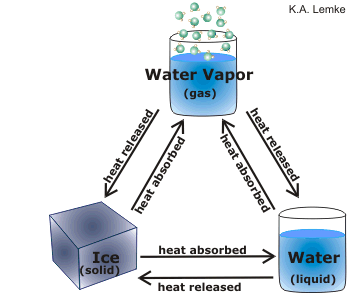 K.A. Lemke
Water Vapor
(gas)
heat released
heat absorbed
heat absorbed
heat released
Ice
(solid)
heat absorbed
heat released
Water
(liquid)